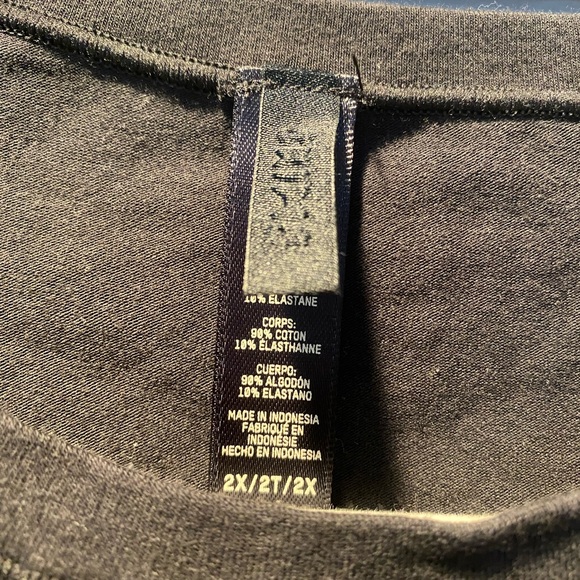 10% ELASTANE
CORPS:
90% COTON
10% ÉLASTHANNE
CUERPO:
90% ALGODÓN
10% ELASTANO
MADE IN INDONESIA
FABRIQUÉ EN
INDONÉSIE
HECHO EN INDONESIA
2X/2T/2X